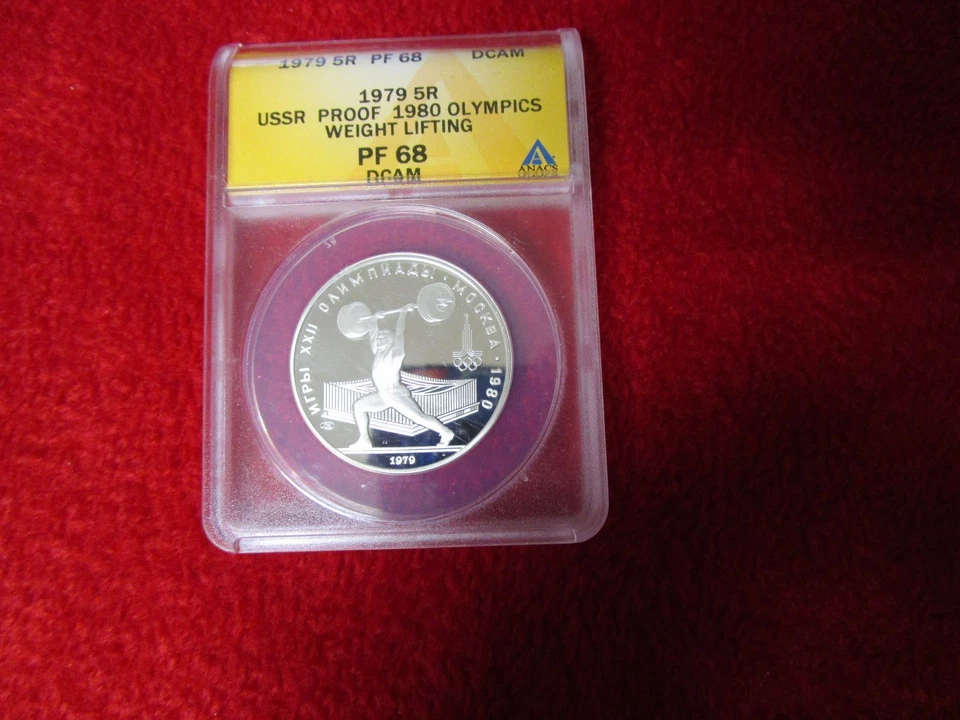 1979 5R PF 68 DCAM
1979 5R
USSR PROOF 1980 OLYMPICS
WEIGHT LIFTING
PF 68
DCAM
ANACS
ИГРЫ XXII ОЛИМПИАДЫ · МОСКВА · 1980
1979